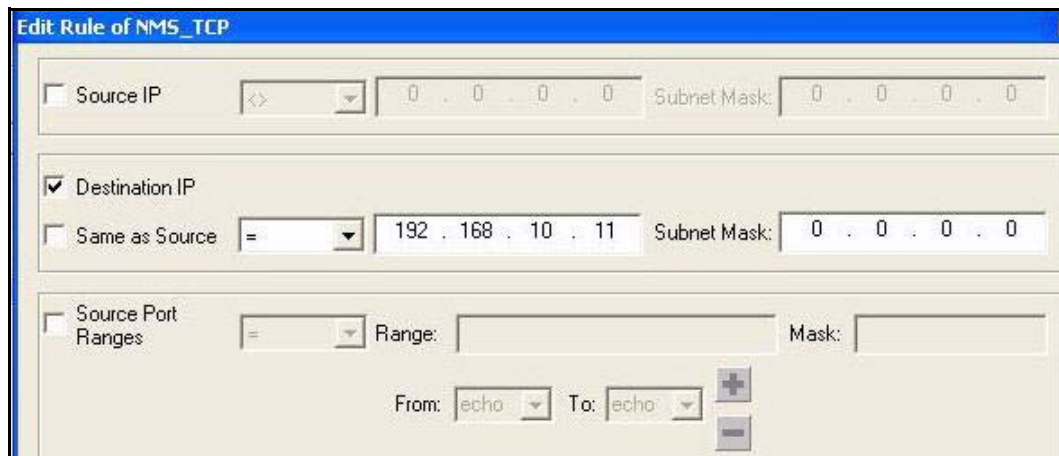 Edit Rule of NMS_TCP
Source IP <> 0 . 0 . 0 . 0 Subnet Mask: 0 . 0 . 0 . 0
Destination IP
Same as Source = 192 . 168 . 10 . 11 Subnet Mask: 0 . 0 . 0 . 0
Source Port
Ranges = Range: Mask:
From: echo To: echo